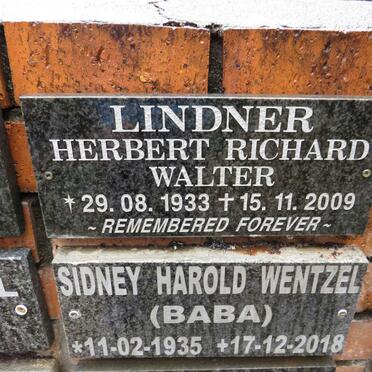 LINDNER
HERBERT RICHARD
WALTER
* 29. 08. 1933 † 15. 11. 2009
~ REMEMBERED FOREVER ~
SIDNEY HAROLD WENTZEL
(BABA)
*11-02-1935 +17-12-2018